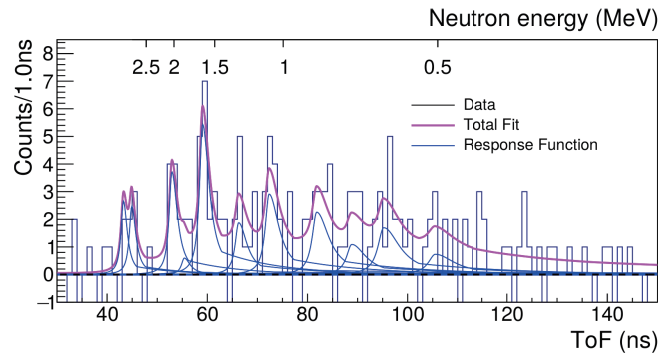 Neutron energy (MeV)
2.5 2 1.5 1 0.5
Counts/1.0ns
8
7
6
5
4
3
2
1
0
−1
Data
Total Fit
Response Function
40 60 80 100 120 140
ToF (ns)